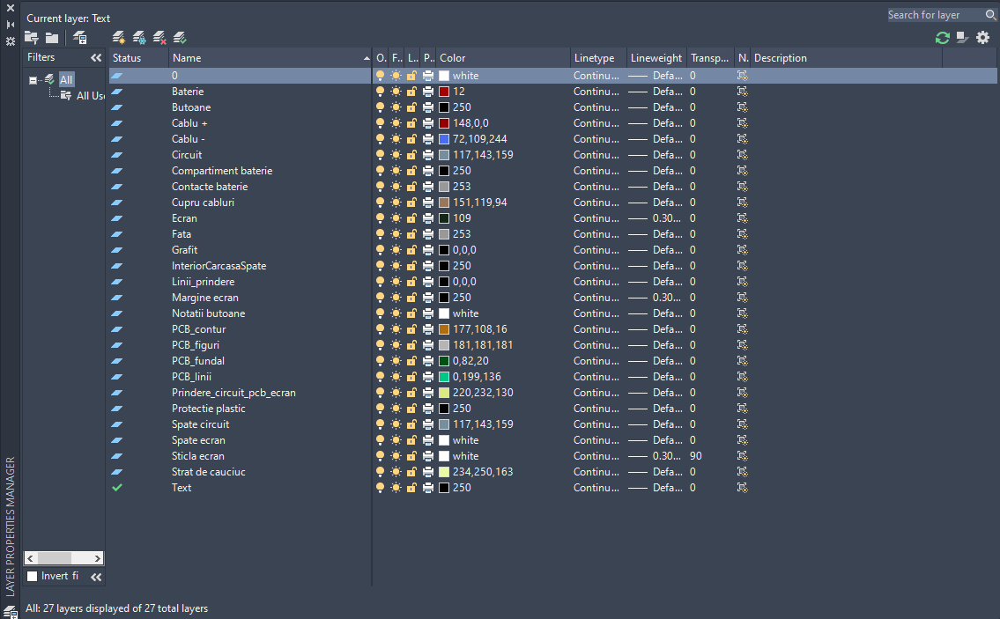 Current layer: Text
Search for layer
Filters
All
All Use
Status Name O. F.. L.. P.. Color Linetype Lineweight Transp... N. Description
0 white Continu... Defa... 0
Baterie 12 Continu... Defa... 0
Butoane 250 Continu... Defa... 0
Cablu + 148,0,0 Continu... Defa... 0
Cablu - 72,109,244 Continu... Defa... 0
Circuit 117,143,159 Continu... Defa... 0
Compartiment baterie 250 Continu... Defa... 0
Contacte baterie 253 Continu... Defa... 0
Cupru cabluri 151,119,94 Continu... Defa... 0
Ecran 109 Continu... 0.30... 0
Fata 253 Continu... Defa... 0
Grafit 0,0,0 Continu... Defa... 0
InteriorCarcasaSpate 250 Continu... Defa... 0
Linii_prindere 0,0,0 Continu... Defa... 0
Margine ecran 250 Continu... 0.30... 0
Notatii butoane white Continu... Defa... 0
PCB_contur 177,108,16 Continu... Defa... 0
PCB_figuri 181,181,181 Continu... Defa... 0
PCB_fundal 0,82,20 Continu... Defa... 0
PCB_linii 0,199,136 Continu... Defa... 0
Prindere_circuit_pcb_ecran 220,232,130 Continu... Defa... 0
Protectie plastic 250 Continu... Defa... 0
Spate circuit 117,143,159 Continu... Defa... 0
Spate ecran white Continu... Defa... 0
Sticla ecran white Continu... 0.30... 90
Strat de cauciuc 234,250,163 Continu... Defa... 0
Text 250 Continu... Defa... 0
Invert fi
LAYER PROPERTIES MANAGER
All: 27 layers displayed of 27 total layers